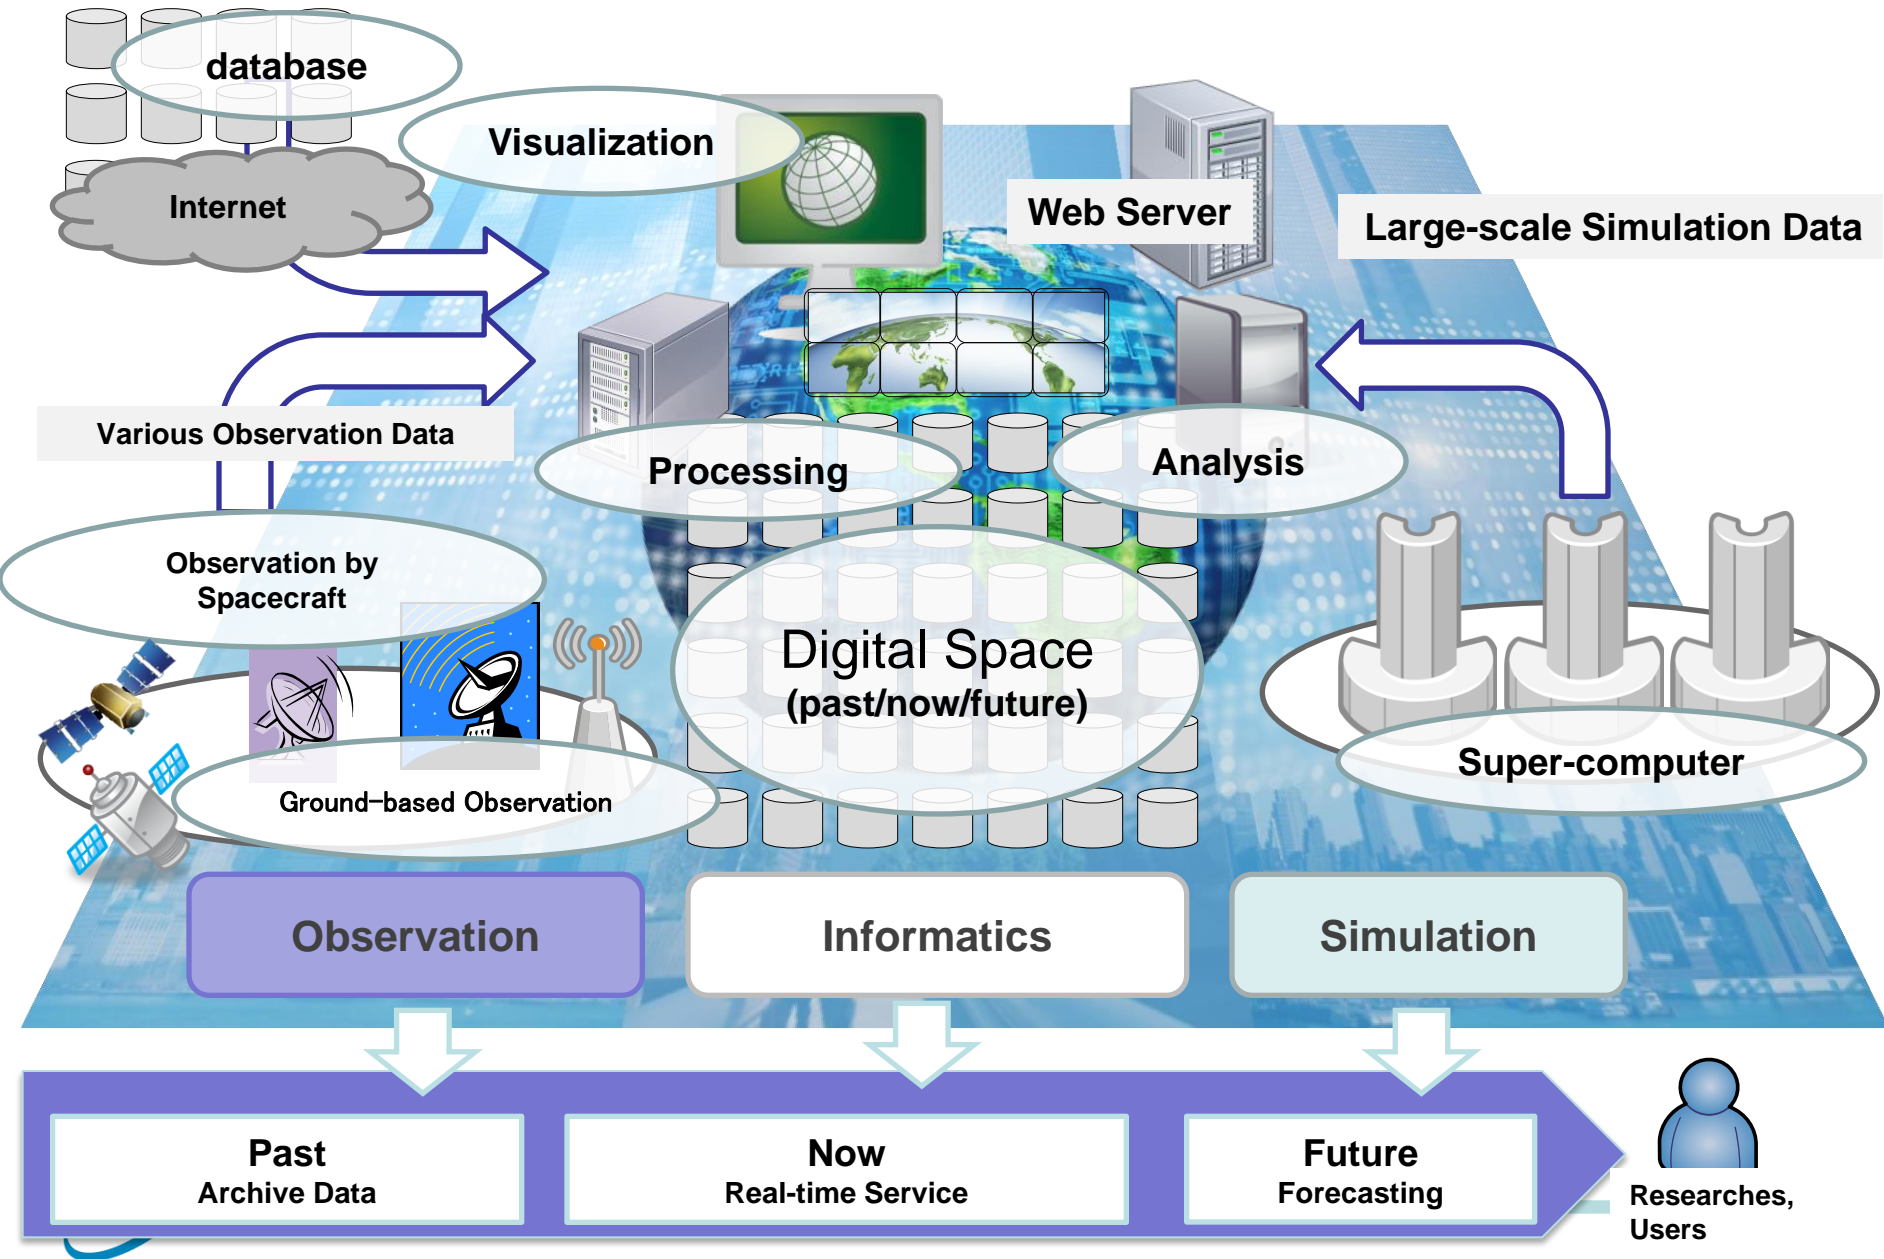 database
Visualization
Internet
Web Server
Large-scale Simulation Data
Various Observation Data
Processing
Analysis
Observation by
Spacecraft
Digital Space
(past/now/future)
Super-computer
Ground-based Observation
Observation
Informatics
Simulation
Past
Archive Data
Now
Real-time Service
Future
Forecasting
Researches,
Users